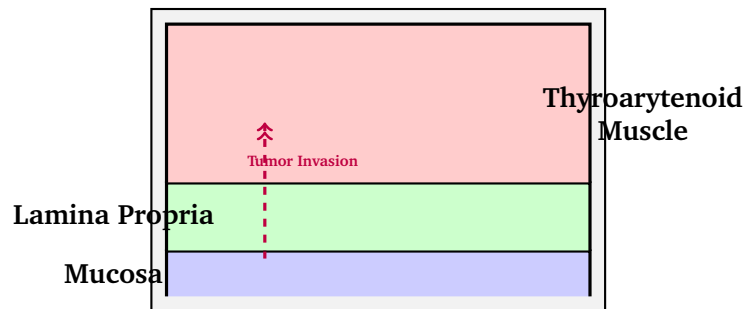 Thyroarytenoid
Muscle
Tumor Invasion
Lamina Propria
Mucosa